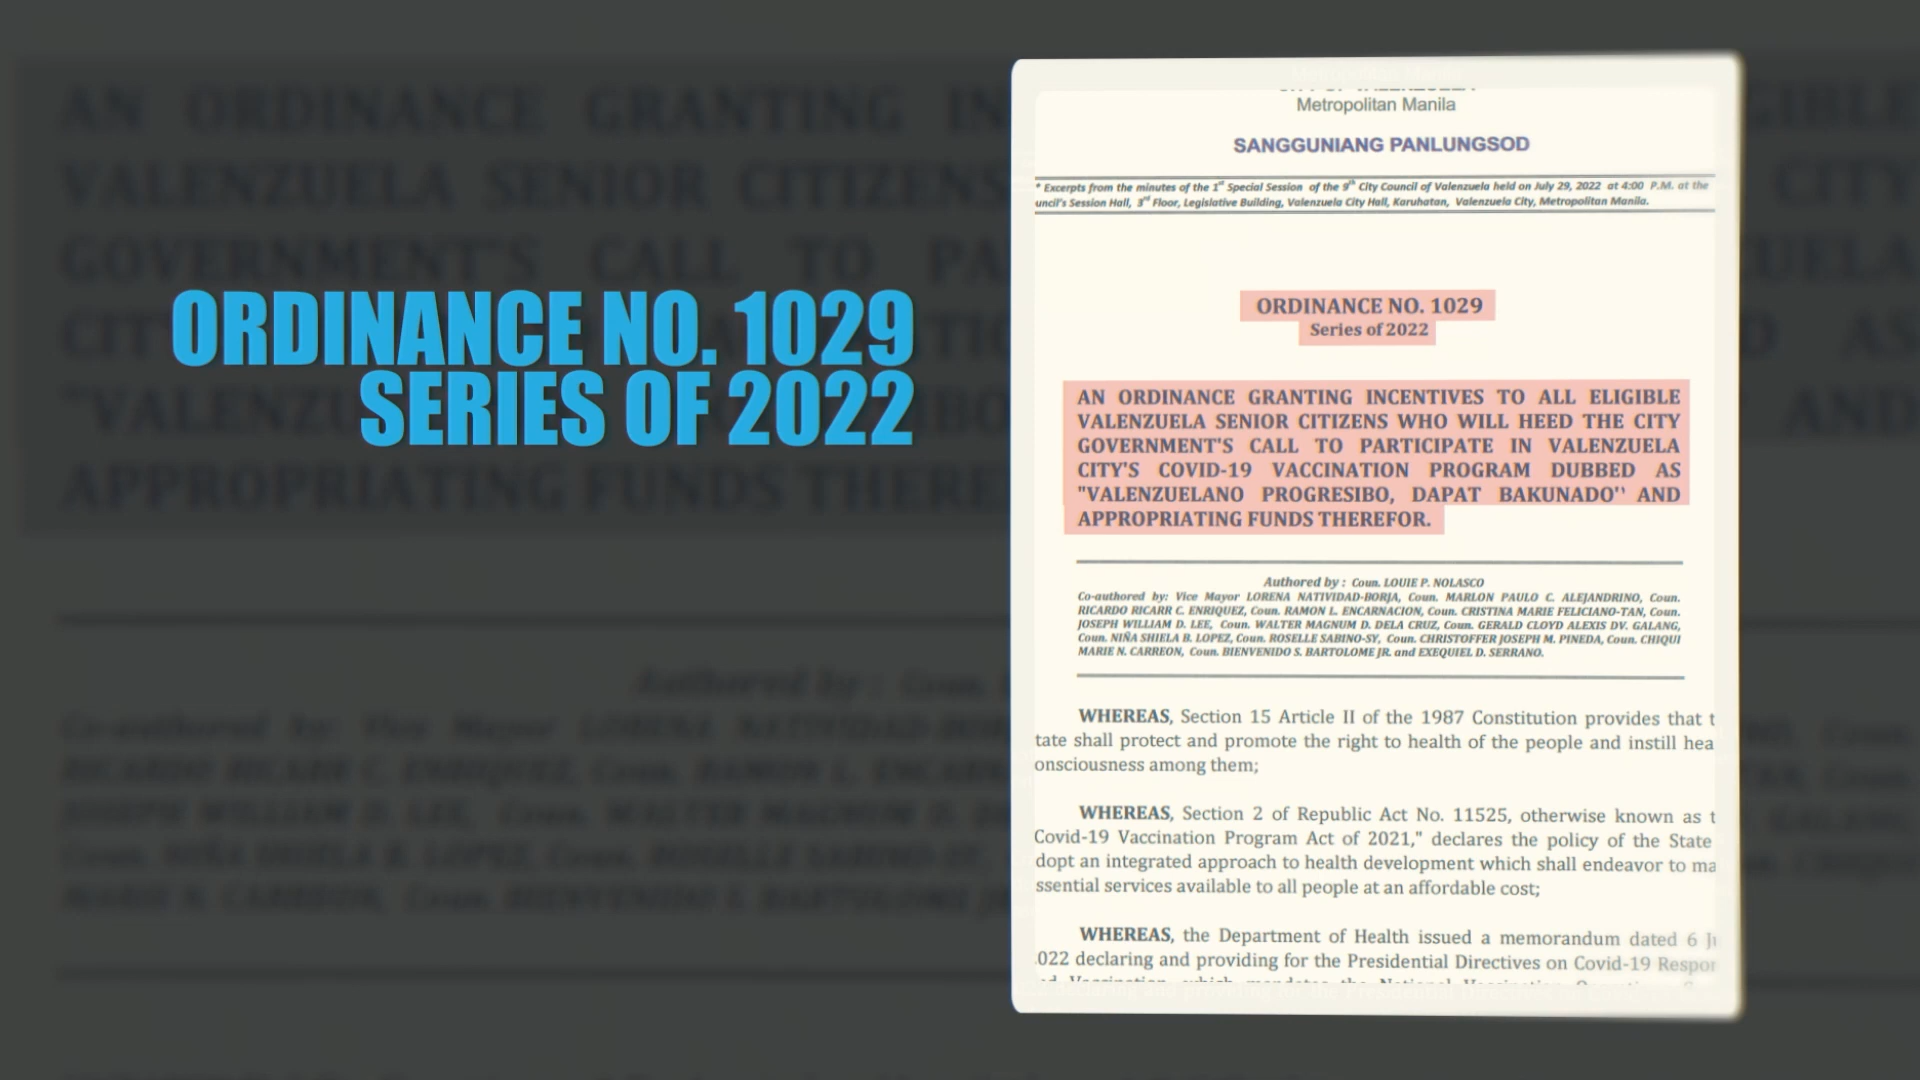 ORDINANCE NO. 1029
SERIES OF 2022
Metropolitan Manila
SANGGUNIANG PANLUNGSOD
* Excerpts from the minutes of the 1st Special Session of the 9th City Council of Valenzuela held on July 29, 2022 at 4:00 P.M. at the
uncil's Session Hall, 3rd Floor, Legislative Building, Valenzuela City Hall, Karuhatan, Valenzuela City, Metropolitan Manila.
ORDINANCE NO. 1029
Series of 2022
AN ORDINANCE GRANTING INCENTIVES TO ALL ELIGIBLE
VALENZUELA SENIOR CITIZENS WHO WILL HEED THE CITY
GOVERNMENT'S CALL TO PARTICIPATE IN VALENZUELA
CITY'S COVID-19 VACCINATION PROGRAM DUBBED AS
"VALENZUELANO PROGRESIBO, DAPAT BAKUNADO'' AND
APPROPRIATING FUNDS THEREFOR.
Authored by : Coun. LOUIE P. NOLASCO
Co-authored by: Vice Mayor LORENA NATIVIDAD-BORJA, Coun. MARLON PAULO C. ALEJANDRINO, Coun.
RICARDO RICARR C. ENRIQUEZ, Coun. RAMON L. ENCARNACION, Coun. CRISTINA MARIE FELICIANO-TAN, Coun.
JOSEPH WILLIAM D. LEE, Coun. WALTER MAGNUM D. DELA CRUZ, Coun. GERALD CLOYD ALEXIS DV. GALANG,
Coun. NIÑA SHIELA B. LOPEZ, Coun. ROSELLE SABINO-SY, Coun. CHRISTOFFER JOSEPH M. PINEDA, Coun. CHIQUI
MARIE N. CARREON, Coun. BIENVENIDO S. BARTOLOME JR. and EXEQUIEL D. SERRANO.
WHEREAS, Section 15 Article II of the 1987 Constitution provides that t
tate shall protect and promote the right to health of the people and instill hea
onsciousness among them;
WHEREAS, Section 2 of Republic Act No. 11525, otherwise known as t
Covid-19 Vaccination Program Act of 2021," declares the policy of the State
dopt an integrated approach to health development which shall endeavor to ma
ssential services available to all people at an affordable cost;
WHEREAS, the Department of Health issued a memorandum dated 6 Ju
022 declaring and providing for the Presidential Directives on Covid-19 Respon